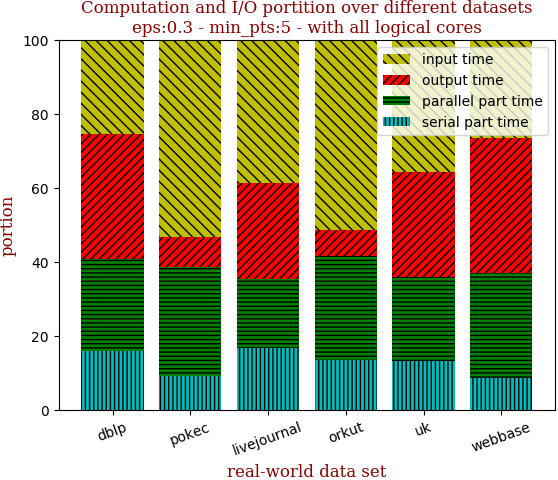 Computation and I/O portition over different datasets
eps:0.3 - min_pts:5 - with all logical cores
100
80
60
40
20
0
portion
input time
output time
parallel part time
serial part time
dblp
pokec
livejournal
orkut
uk
webbase
real-world data set